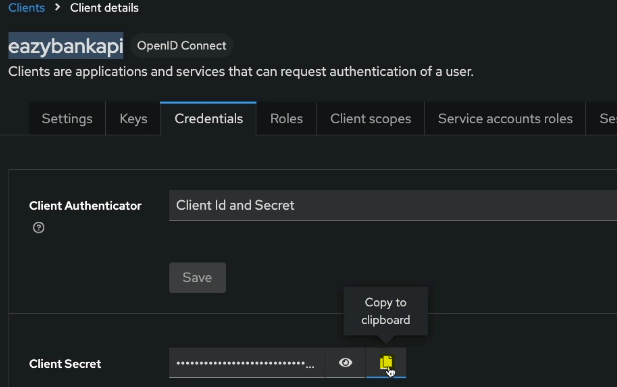 Clients > Client details
eazybankapi OpenID Connect
Clients are applications and services that can request authentication of a user.
Settings Keys Credentials Roles Client scopes Service accounts roles
Client Authenticator Client Id and Secret
Save
Copy to
clipboard
Client Secret ••••••••••••••••••••••••••••...